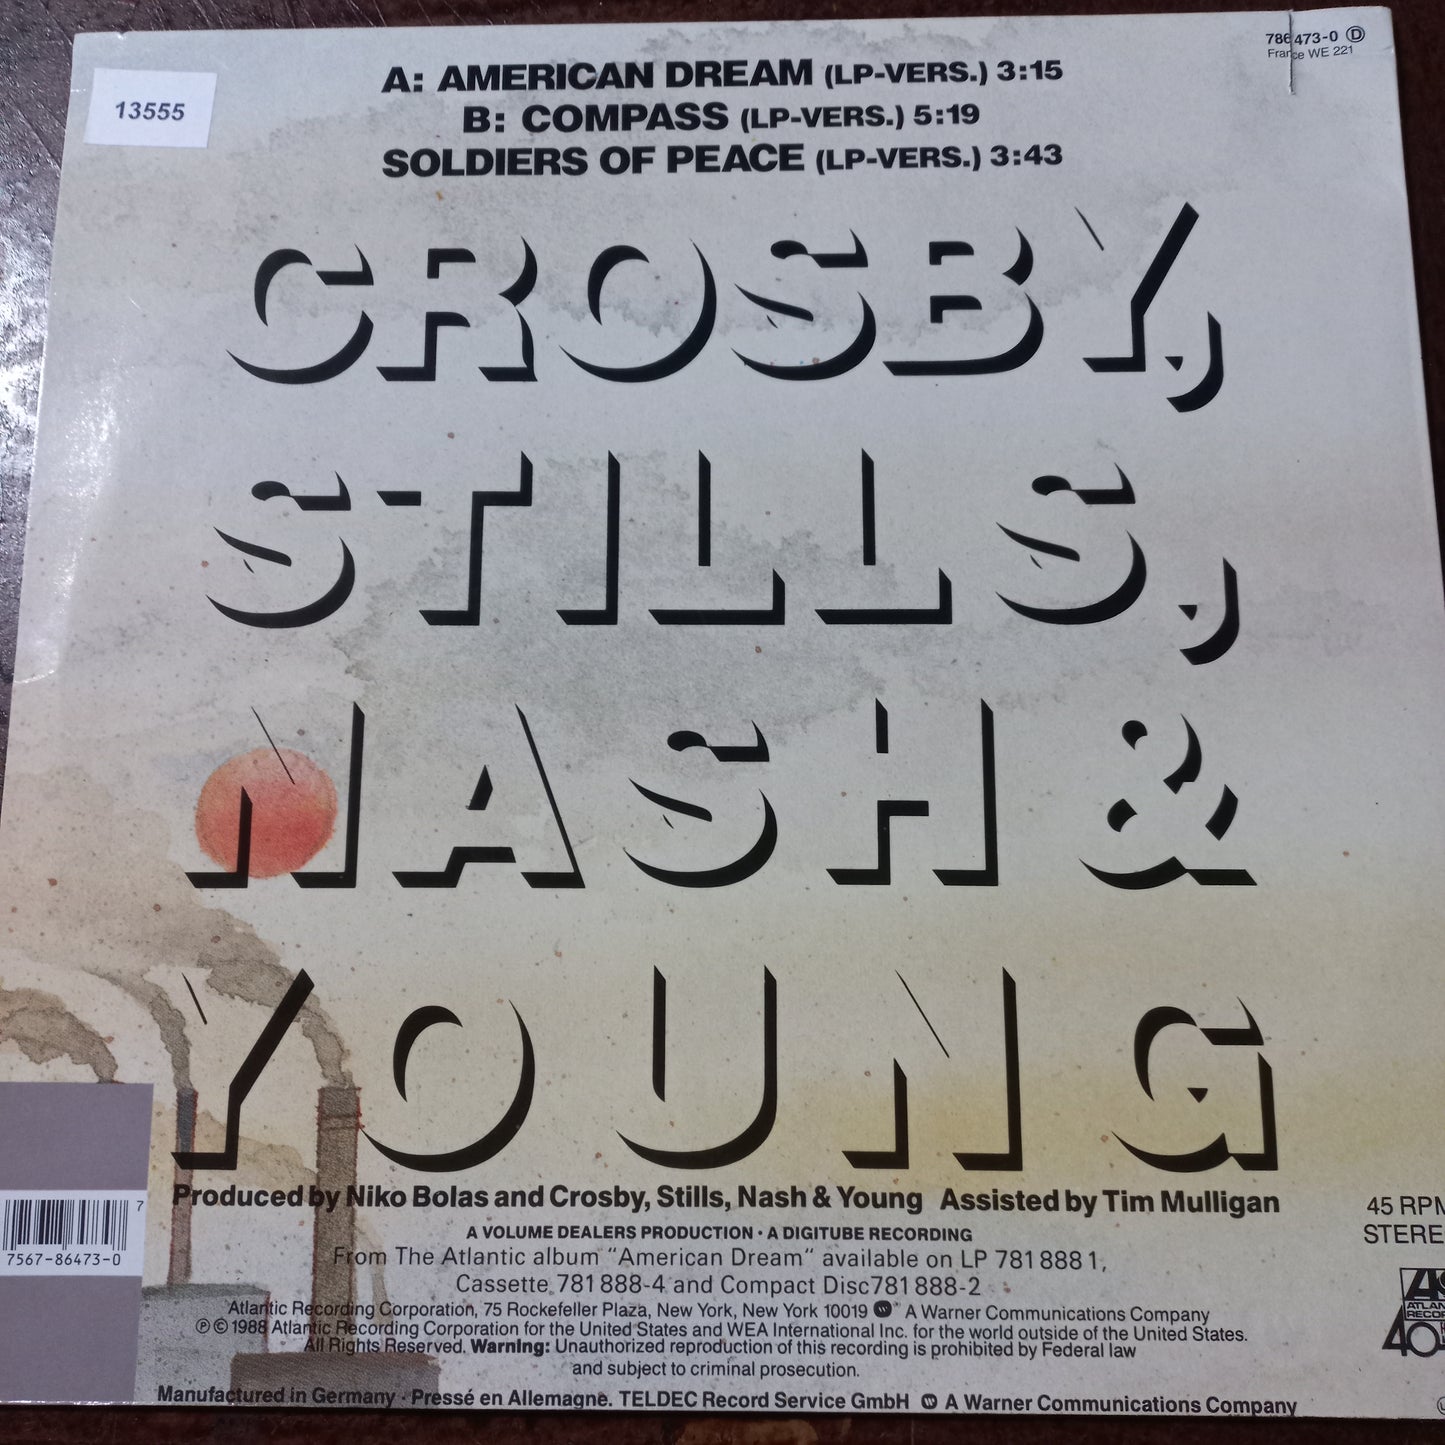 786 473-0 D
France WE 221
13555
A: AMERICAN DREAM (LP-VERS.) 3:15
B: COMPASS (LP-VERS.) 5:19
SOLDIERS OF PEACE (LP-VERS.) 3:43
CROSBY,
STILLS,
NASH &
YOUNG
Produced by Niko Bolas and Crosby, Stills, Nash & Young Assisted by Tim Mulligan
A VOLUME DEALERS PRODUCTION · A DIGITUBE RECORDING
From The Atlantic album "American Dream" available on LP 781 888 1,
Cassette 781 888-4 and Compact Disc 781 888-2
Atlantic Recording Corporation, 75 Rockefeller Plaza, New York, New York 10019 A Warner Communications Company
℗ © 1988 Atlantic Recording Corporation for the United States and WEA International Inc. for the world outside of the United States.
All Rights Reserved. Warning: Unauthorized reproduction of this recording is prohibited by Federal law
and subject to criminal prosecution.
Manufactured in Germany · Pressé en Allemagne. TELDEC Record Service GmbH A Warner Communications Company
7
7567-86473-0
45 RPM
STERE
ATLAN
RECOR
40